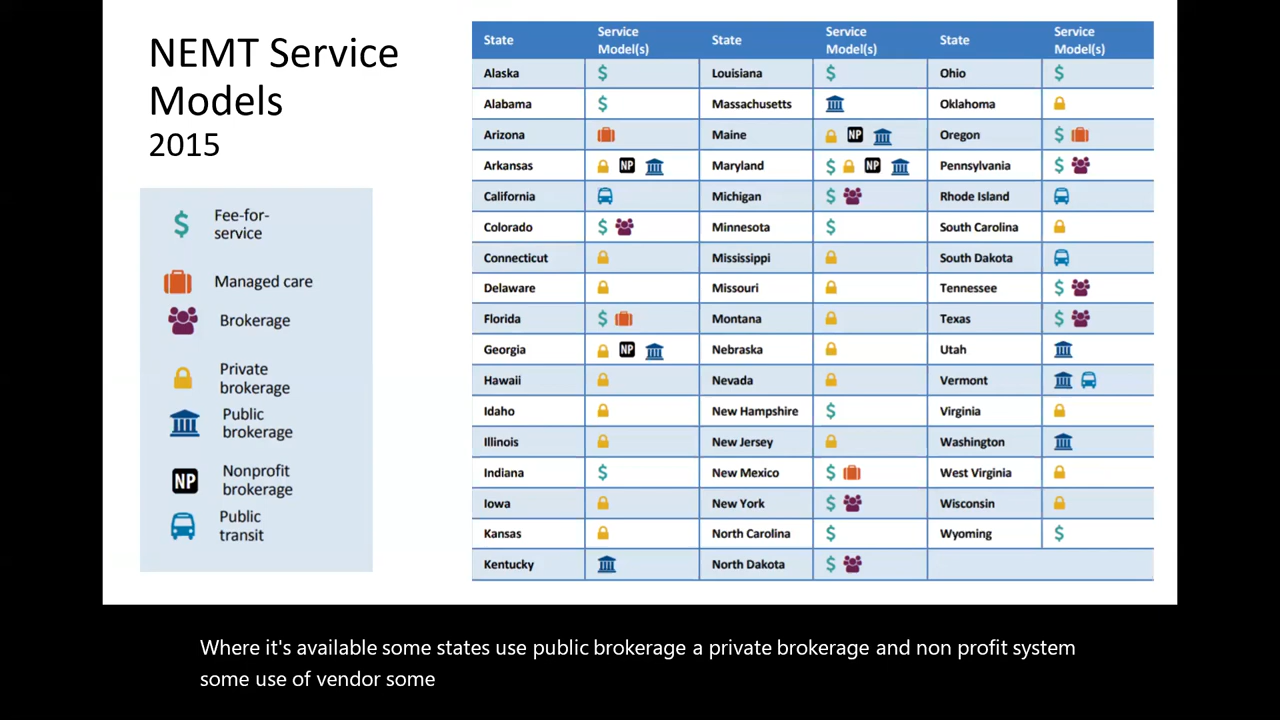 NEMT Service
Models
2015
$ Fee-for-
service
Managed care
Brokerage
Private
brokerage
Public
brokerage
NP Nonprofit
brokerage
Public
transit
State Service Model(s) State Service Model(s) State Service Model(s)
Alaska $ Louisiana $ Ohio $
Alabama $ Massachusetts Oklahoma
Arizona Maine NP Oregon $
Arkansas NP Maryland $ NP Pennsylvania $
California Michigan $ Rhode Island
Colorado $ Minnesota $ South Carolina
Connecticut Mississippi South Dakota
Delaware Missouri Tennessee $
Florida $ Montana Texas $
Georgia NP Nebraska Utah
Hawaii Nevada Vermont
Idaho New Hampshire $ Virginia
Illinois New Jersey Washington
Indiana $ New Mexico $ West Virginia
Iowa New York $ Wisconsin
Kansas North Carolina $ Wyoming $
Kentucky North Dakota $
Where it's available some states use public brokerage a private brokerage and non profit system
some use of vendor some